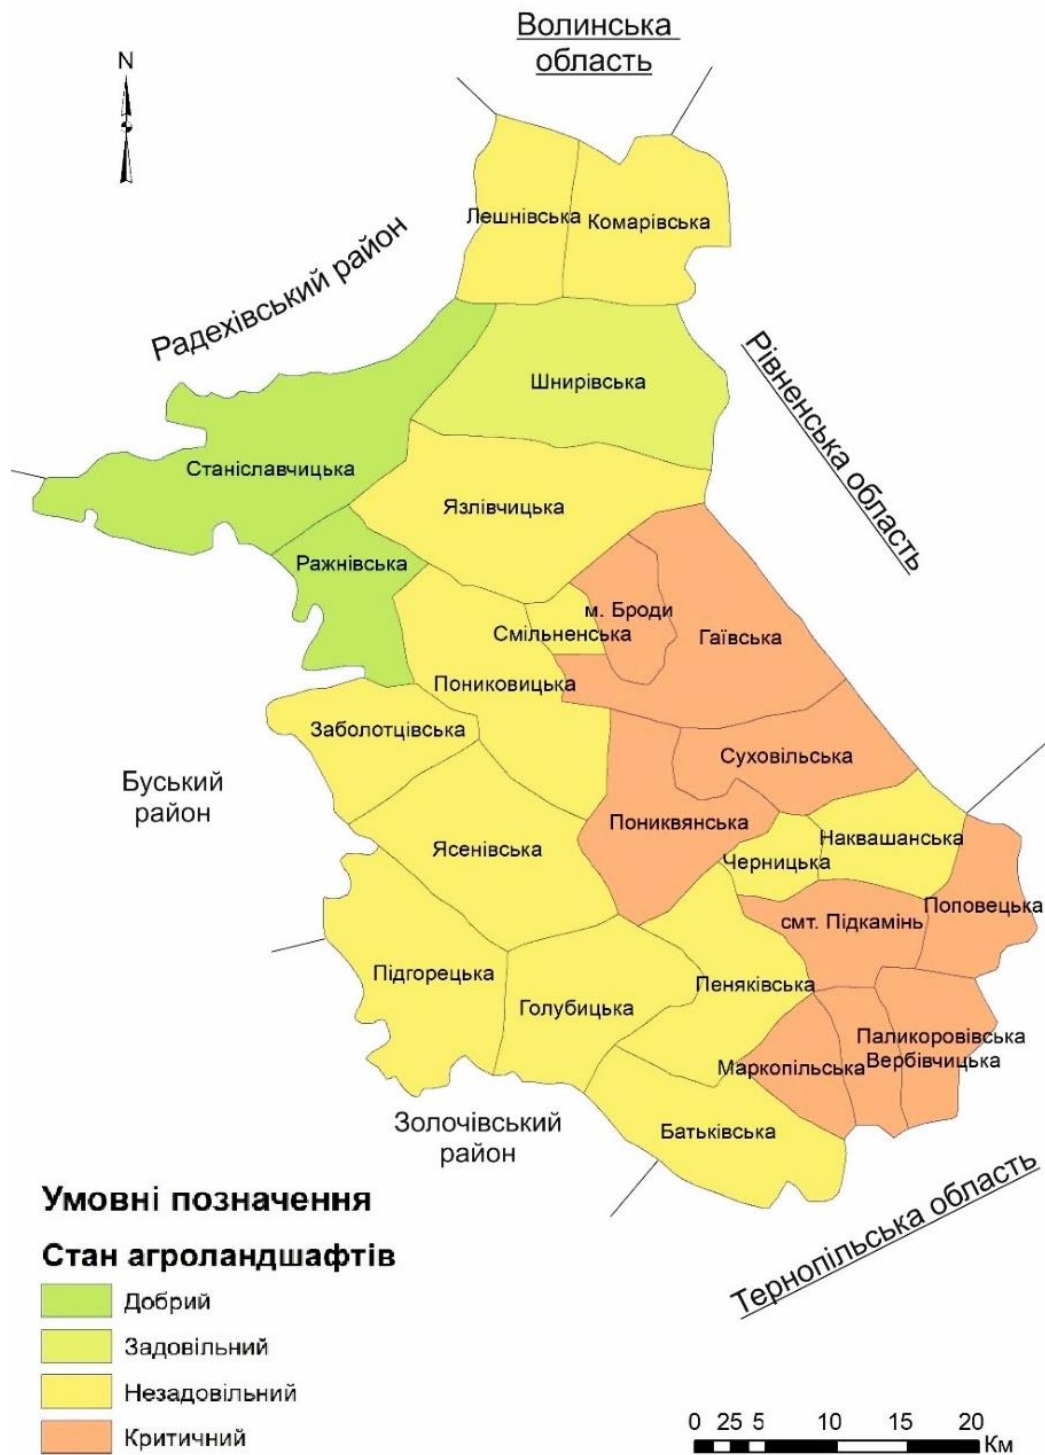 Волинська
область
N
Лешнівська
Комарівська
Радехівський район
Шнирівська
Рівненська область
Станіславчицька
Язлівчицька
Ражнівська
м. Броди
Смільненська
Гаївська
Пониковицька
Заболотцівська
Суховільська
Буський
район
Пониквянська
Наквашанська
Ясенівська
Черницька
Поповецька
смт. Підкамінь
Підгорецька
Пеняківська
Голубицька
Паликоровівська
Маркопільська
Вербівчицька
Золочівський
район
Батьківська
Тернопільська область
Умовні позначення
Стан агроландшафтів
Добрий
Задовільний
Незадовільний
Критичний
0 25 5 10 15 20
Км